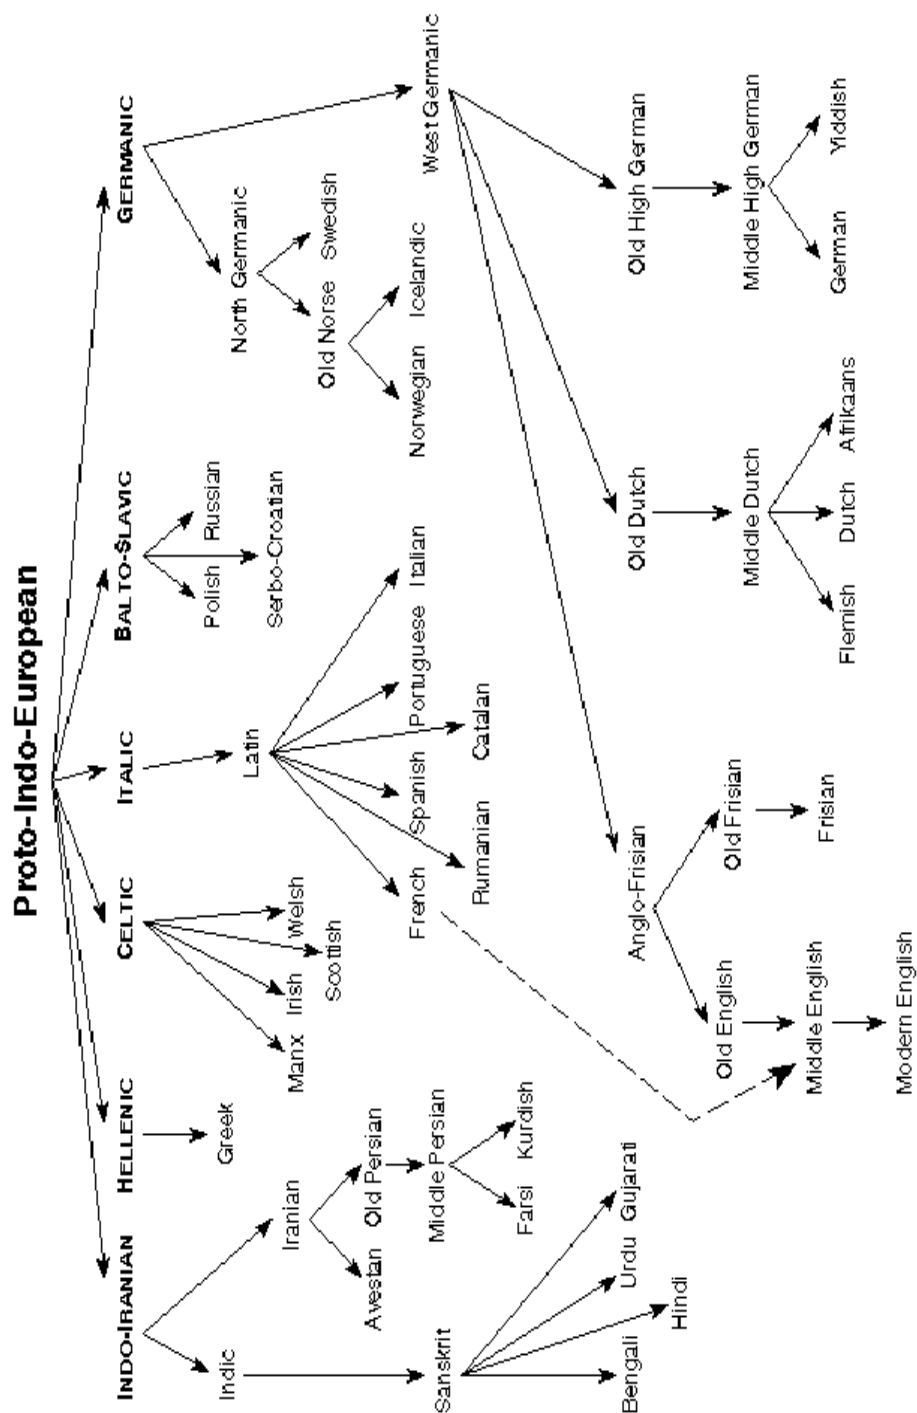 Proto-Indo-European
INDO-IRANIAN
HELLENIC
CELTIC
ITALIC
BALTO-SLAVIC
GERMANIC
Indic
Iranian
Greek
Manx
Irish
Scottish
Welsh
Latin
Polish
Russian
Serbo-Croatian
North Germanic
Avestan
Old Persian
Old Norse
Swedish
Sanskrit
Middle Persian
French
Rumanian
Spanish
Catalan
Portuguese
Italian
Norwegian
Icelandic
West Germanic
Farsi
Kurdish
Bengali
Hindi
Urdu
Gujarati
Anglo-Frisian
Old Dutch
Old High German
Old English
Old Frisian
Middle Dutch
Middle High German
Middle English
Frisian
Flemish
Dutch
Afrikaans
German
Yiddish
Modern English